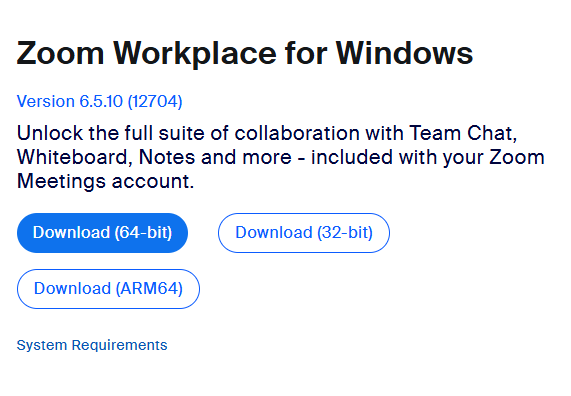 Zoom Workplace for Windows
Version 6.5.10 (12704)
Unlock the full suite of collaboration with Team Chat,
Whiteboard, Notes and more - included with your Zoom
Meetings account.
Download (64-bit)
Download (32-bit)
Download (ARM64)
System Requirements